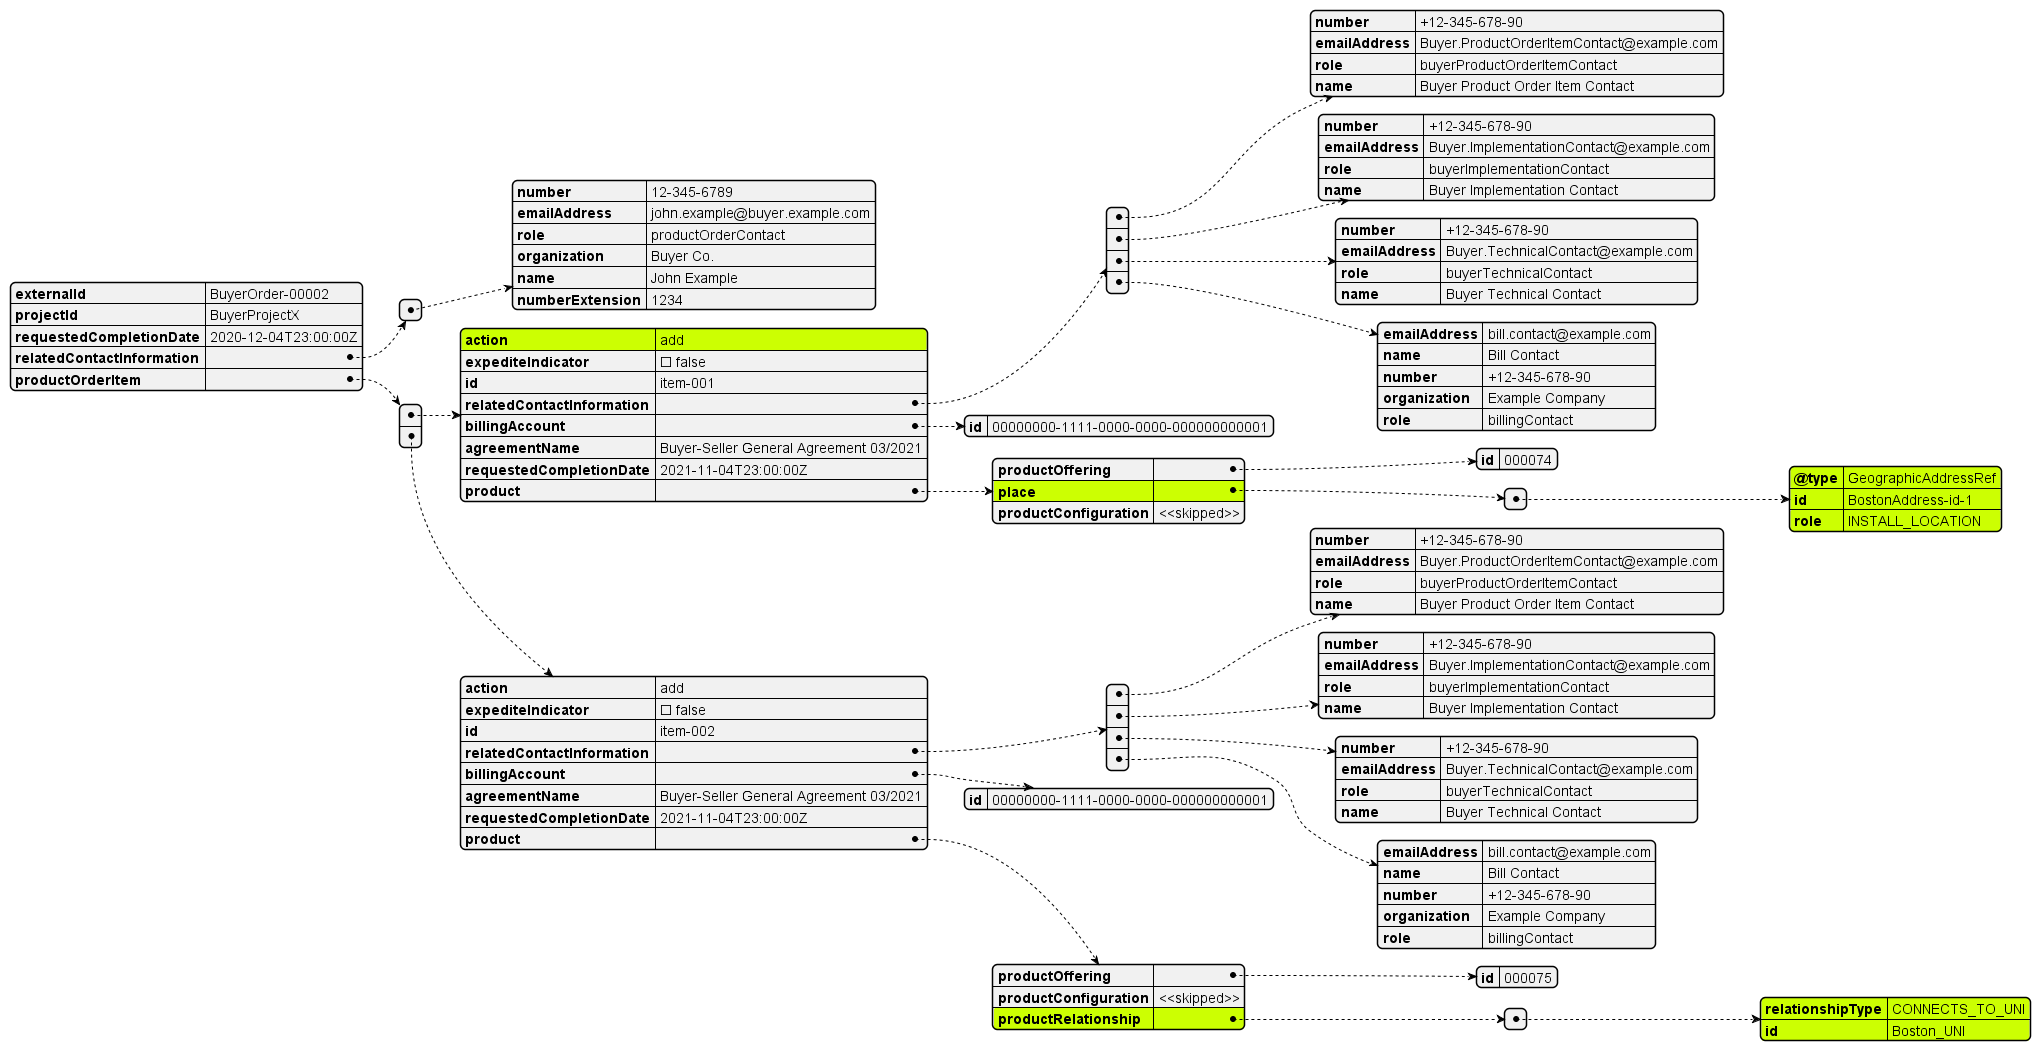 externalId BuyerOrder-00002
projectId BuyerProjectX
requestedCompletionDate 2020-12-04T23:00:00Z
relatedContactInformation
productOrderItem
number 12-345-6789
emailAddress john.example@buyer.example.com
role productOrderContact
organization Buyer Co.
name John Example
numberExtension 1234
action add
expediteIndicator ☐ false
id item-001
relatedContactInformation
billingAccount
agreementName Buyer-Seller General Agreement 03/2021
requestedCompletionDate 2021-11-04T23:00:00Z
product
number +12-345-678-90
emailAddress Buyer.ProductOrderItemContact@example.com
role buyerProductOrderItemContact
name Buyer Product Order Item Contact
number +12-345-678-90
emailAddress Buyer.ImplementationContact@example.com
role buyerImplementationContact
name Buyer Implementation Contact
number +12-345-678-90
emailAddress Buyer.TechnicalContact@example.com
role buyerTechnicalContact
name Buyer Technical Contact
emailAddress bill.contact@example.com
name Bill Contact
number +12-345-678-90
organization Example Company
role billingContact
id 00000000-1111-0000-0000-000000000001
productOffering
place
productConfiguration <<skipped>>
id 000074
@type GeographicAddressRef
id BostonAddress-id-1
role INSTALL_LOCATION
action add
expediteIndicator ☐ false
id item-002
relatedContactInformation
billingAccount
agreementName Buyer-Seller General Agreement 03/2021
requestedCompletionDate 2021-11-04T23:00:00Z
product
number +12-345-678-90
emailAddress Buyer.ProductOrderItemContact@example.com
role buyerProductOrderItemContact
name Buyer Product Order Item Contact
number +12-345-678-90
emailAddress Buyer.ImplementationContact@example.com
role buyerImplementationContact
name Buyer Implementation Contact
number +12-345-678-90
emailAddress Buyer.TechnicalContact@example.com
role buyerTechnicalContact
name Buyer Technical Contact
emailAddress bill.contact@example.com
name Bill Contact
number +12-345-678-90
organization Example Company
role billingContact
id 00000000-1111-0000-0000-000000000001
productOffering
productConfiguration <<skipped>>
productRelationship
id 000075
relationshipType CONNECTS_TO_UNI
id Boston_UNI